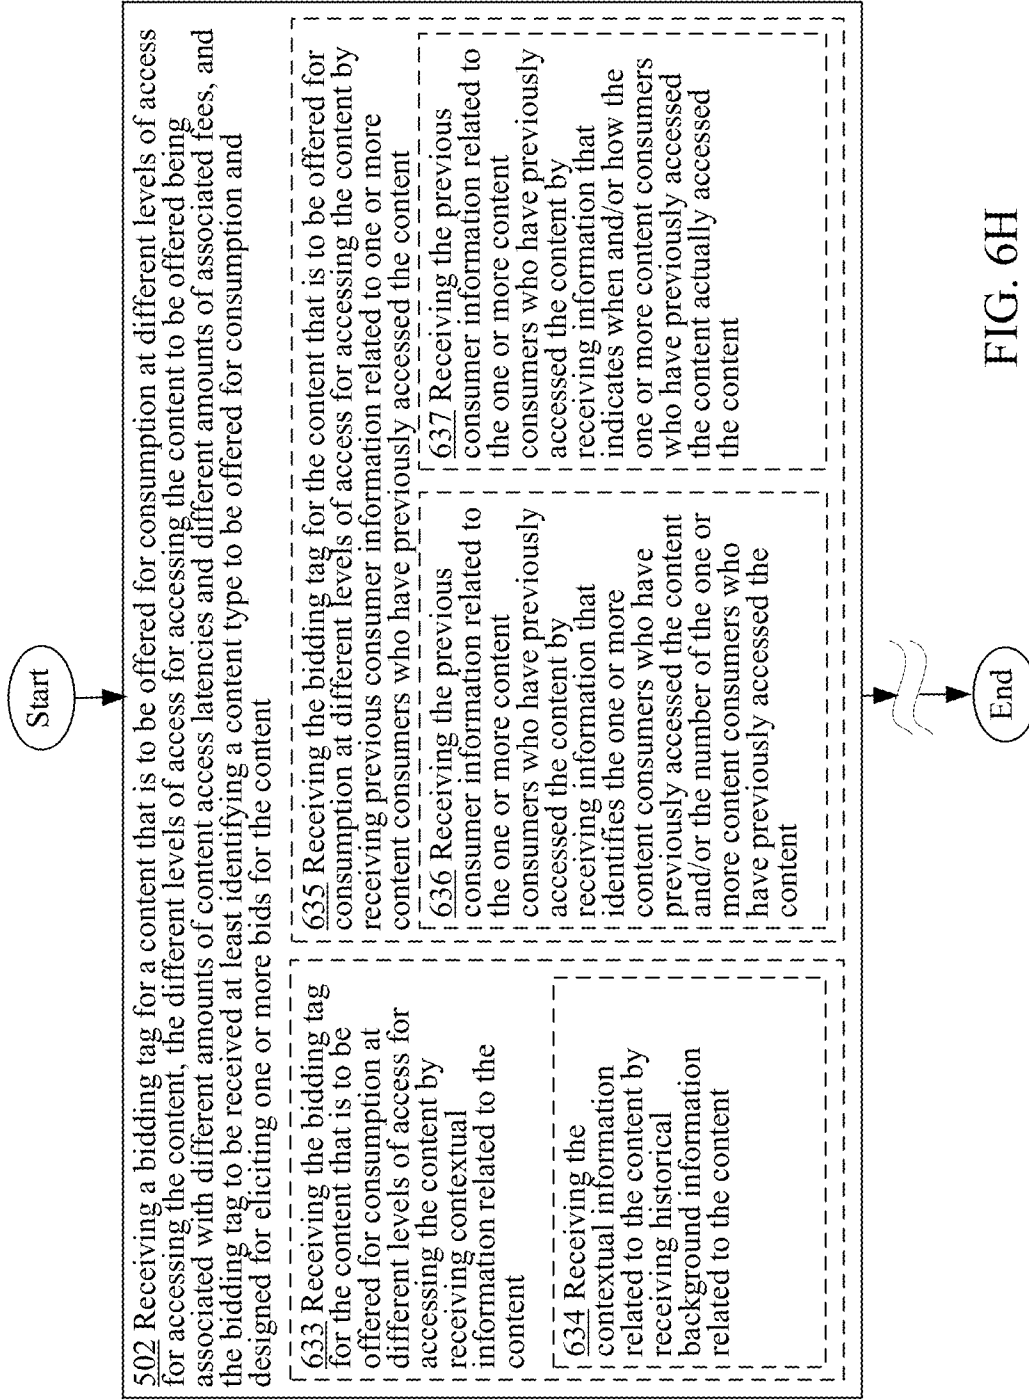 Start
502 Receiving a bidding tag for a content that is to be offered for consumption at different levels of access
for accessing the content, the different levels of access for accessing the content to be offered being
associated with different amounts of content access latencies and different amounts of associated fees, and
the bidding tag to be received at least identifying a content type to be offered for consumption and
designed for eliciting one or more bids for the content
633 Receiving the bidding tag
for the content that is to be
offered for consumption at
different levels of access for
accessing the content by
receiving contextual
information related to the
content
634 Receiving the
contextual information
related to the content by
receiving historical
background information
related to the content
635 Receiving the bidding tag for the content that is to be offered for
consumption at different levels of access for accessing the content by
receiving previous consumer information related to one or more
content consumers who have previously accessed the content
636 Receiving the previous
consumer information related to
the one or more content
consumers who have previously
accessed the content by
receiving information that
identifies the one or more
content consumers who have
previously accessed the content
and/or the number of the one or
more content consumers who
have previously accessed the
content
637 Receiving the previous
consumer information related to
the one or more content
consumers who have previously
accessed the content by
receiving information that
indicates when and/or how the
one or more content consumers
who have previously accessed
the content actually accessed
the content
End
FIG. 6H